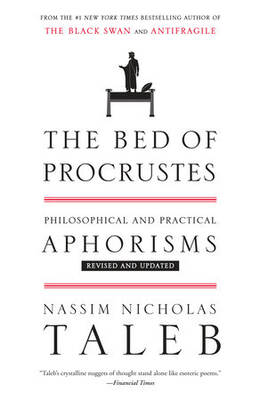 FROM THE #1 NEW YORK TIMES BESTSELLING AUTHOR OF
THE BLACK SWAN AND ANTIFRAGILE
THE BED OF
PROCRUSTES
PHILOSOPHICAL AND PRACTICAL
APHORISMS
REVISED AND UPDATED
NASSIM NICHOLAS
TALEB
"Taleb's crystalline nuggets of thought stand alone like esoteric poems."
—Financial Times